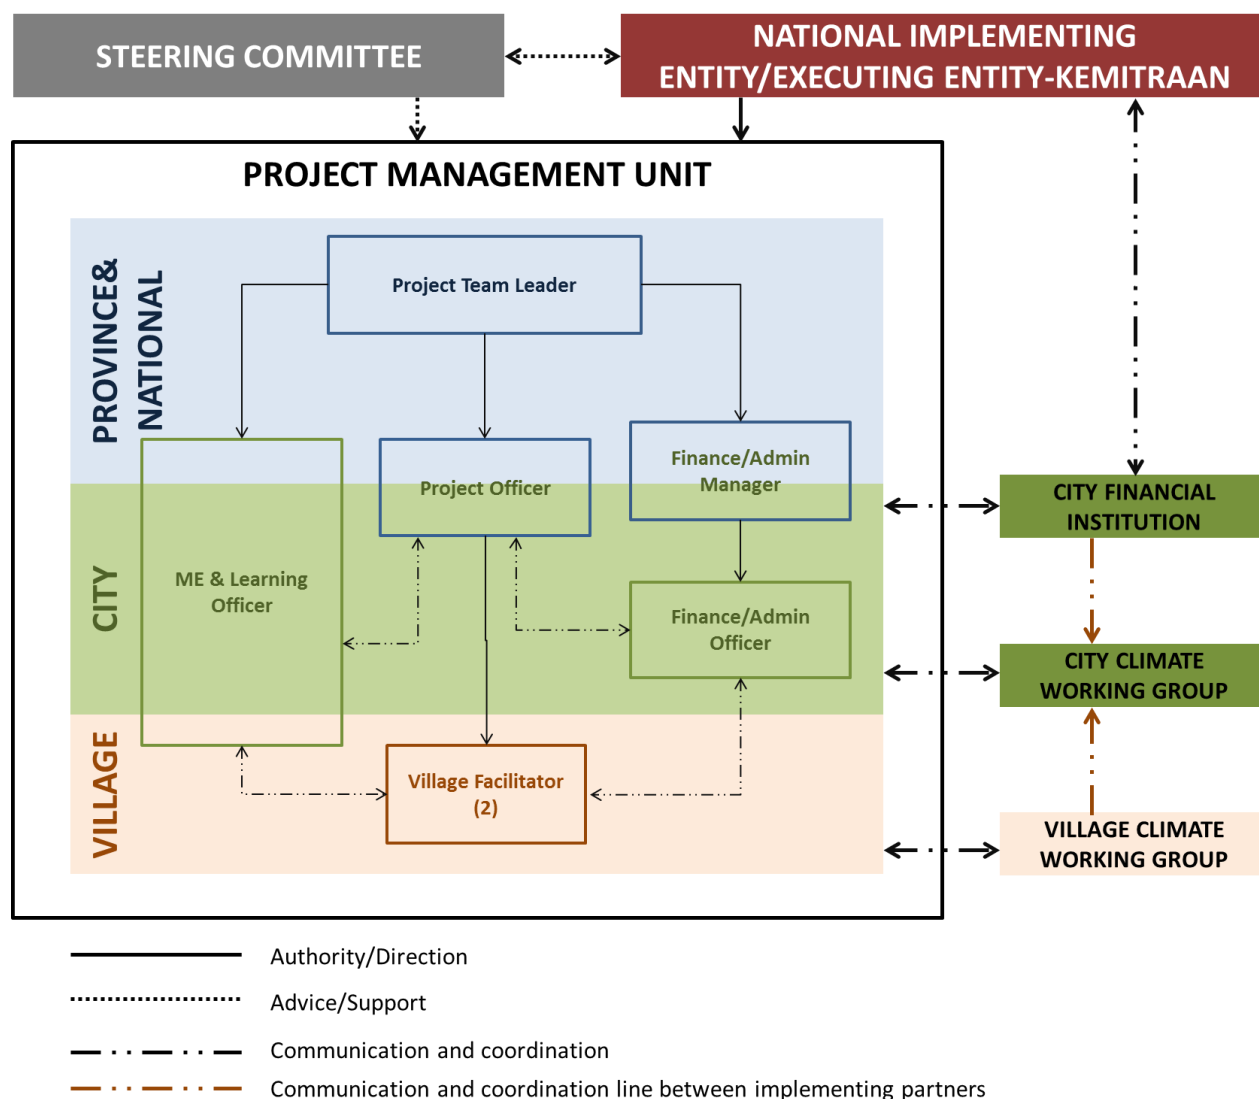 STEERING COMMITTEE
NATIONAL IMPLEMENTING
ENTITY/EXECUTING ENTITY-KEMITRAAN
PROJECT MANAGEMENT UNIT
PROVINCE&
NATIONAL
Project Team Leader
Project Officer
Finance/Admin
Manager
CITY FINANCIAL
INSTITUTION
CITY
ME & Learning
Officer
Finance/Admin
Officer
CITY CLIMATE
WORKING GROUP
VILLAGE
Village Facilitator
(2)
VILLAGE CLIMATE
WORKING GROUP
Authority/Direction
Advice/Support
Communication and coordination
Communication and coordination line between implementing partners